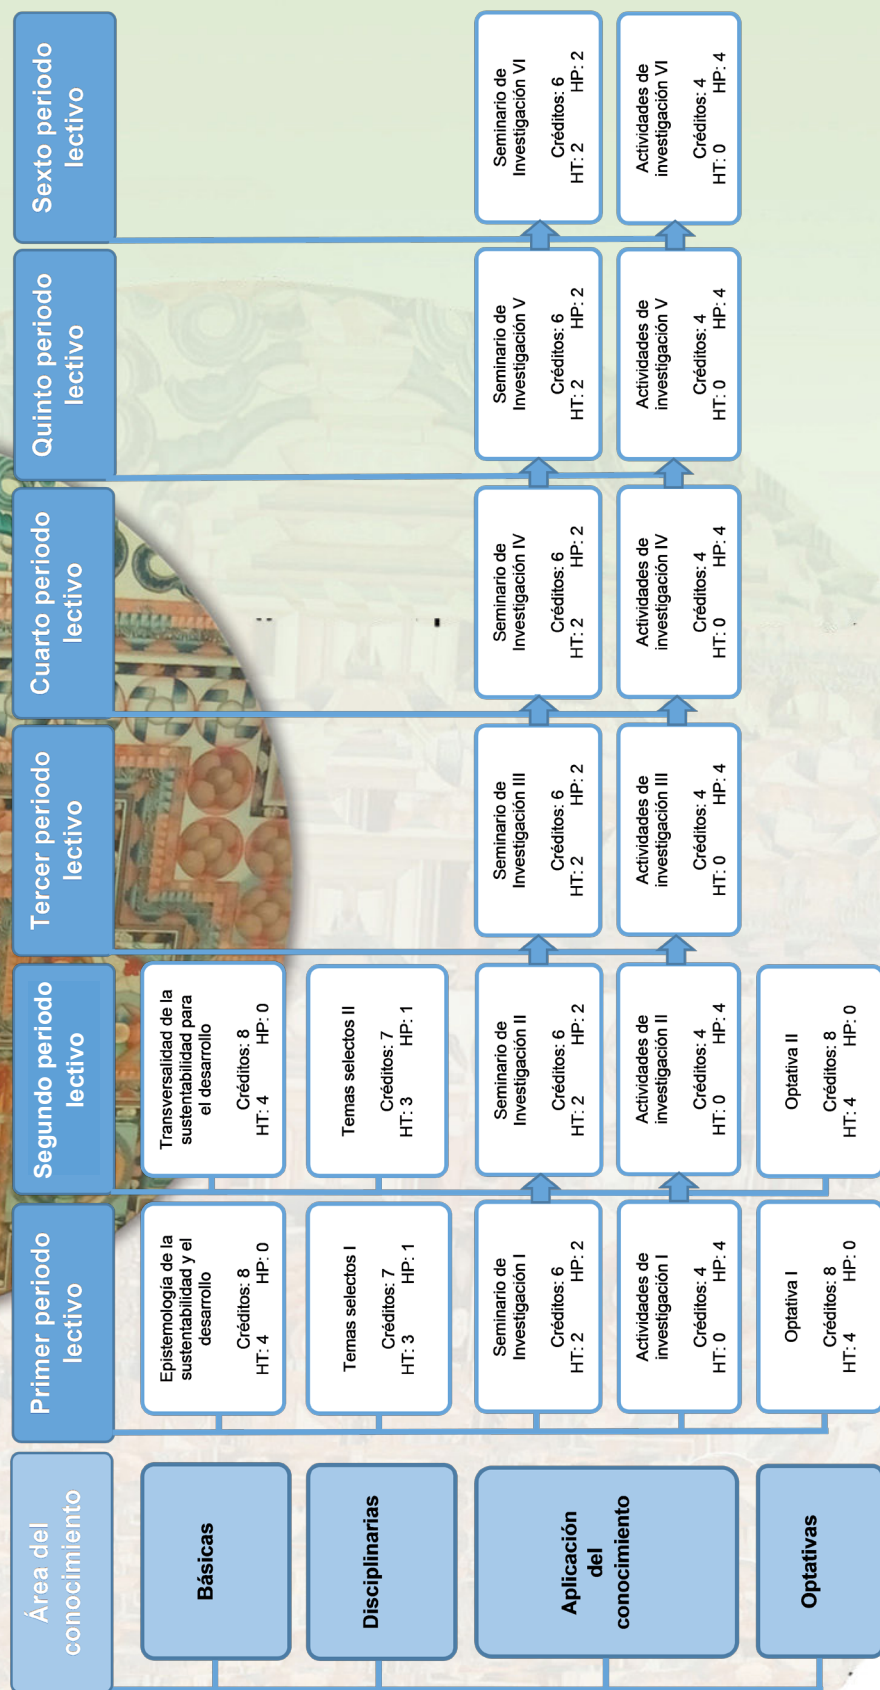 Área del
conocimiento
Primer periodo
lectivo
Segundo periodo
lectivo
Tercer periodo
lectivo
Cuarto periodo
lectivo
Quinto periodo
lectivo
Sexto periodo
lectivo
Básicas
Epistemología de la
sustentabilidad y el
desarrollo
Créditos: 8
HT: 4 HP: 0
Transversalidad de la
sustentabilidad para
el desarrollo
Créditos: 8
HT: 4 HP: 0
Disciplinarias
Temas selectos I
Créditos: 7
HT: 3 HP: 1
Temas selectos II
Créditos: 7
HT: 3 HP: 1
Aplicación
del
conocimiento
Seminario de
Investigación I
Créditos: 6
HT: 2 HP: 2
Seminario de
Investigación II
Créditos: 6
HT: 2 HP: 2
Seminario de
Investigación III
Créditos: 6
HT: 2 HP: 2
Seminario de
Investigación IV
Créditos: 6
HT: 2 HP: 2
Seminario de
Investigación V
Créditos: 6
HT: 2 HP: 2
Seminario de
Investigación VI
Créditos: 6
HT: 2 HP: 2
Actividades de
investigación I
Créditos: 4
HT: 0 HP: 4
Actividades de
investigación II
Créditos: 4
HT: 0 HP: 4
Actividades de
investigación III
Créditos: 4
HT: 0 HP: 4
Actividades de
investigación IV
Créditos: 4
HT: 0 HP: 4
Actividades de
investigación V
Créditos: 4
HT: 0 HP: 4
Actividades de
investigación VI
Créditos: 4
HT: 0 HP: 4
Optativas
Optativa I
Créditos: 8
HT: 4 HP: 0
Optativa II
Créditos: 8
HT: 4 HP: 0